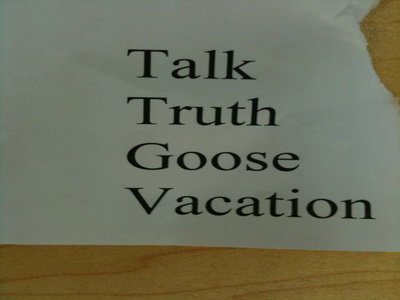 Talk
Truth
Goose
Vacation